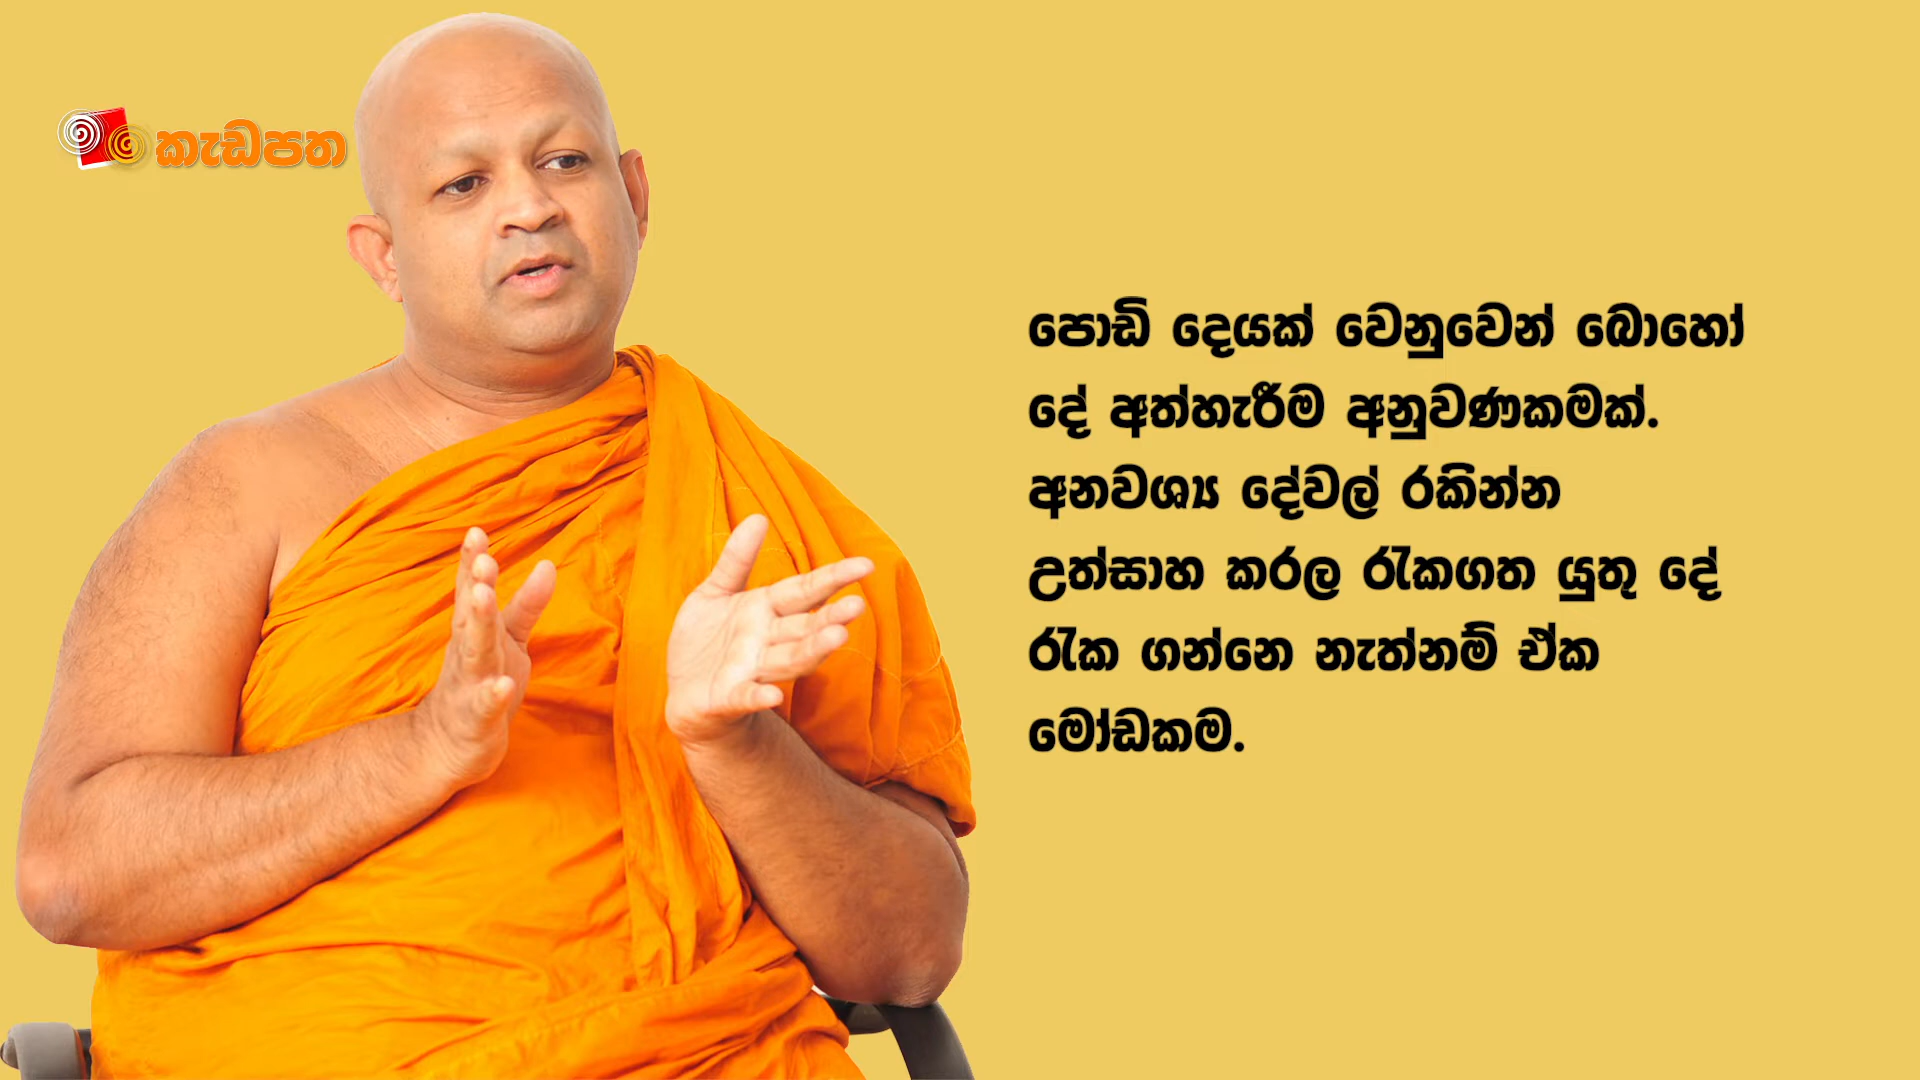 කැඩපත
පොඩි දෙයක් වෙනුවෙන් බොහෝ
දේ අත්හැරීම අනුවණකමක්.
අනවශ්‍ය දේවල් රකින්න
උත්සාහ කරල රැකගත යුතු දේ
රැක ගන්නෙ නැත්නම් ඒක
මෝඩකම.